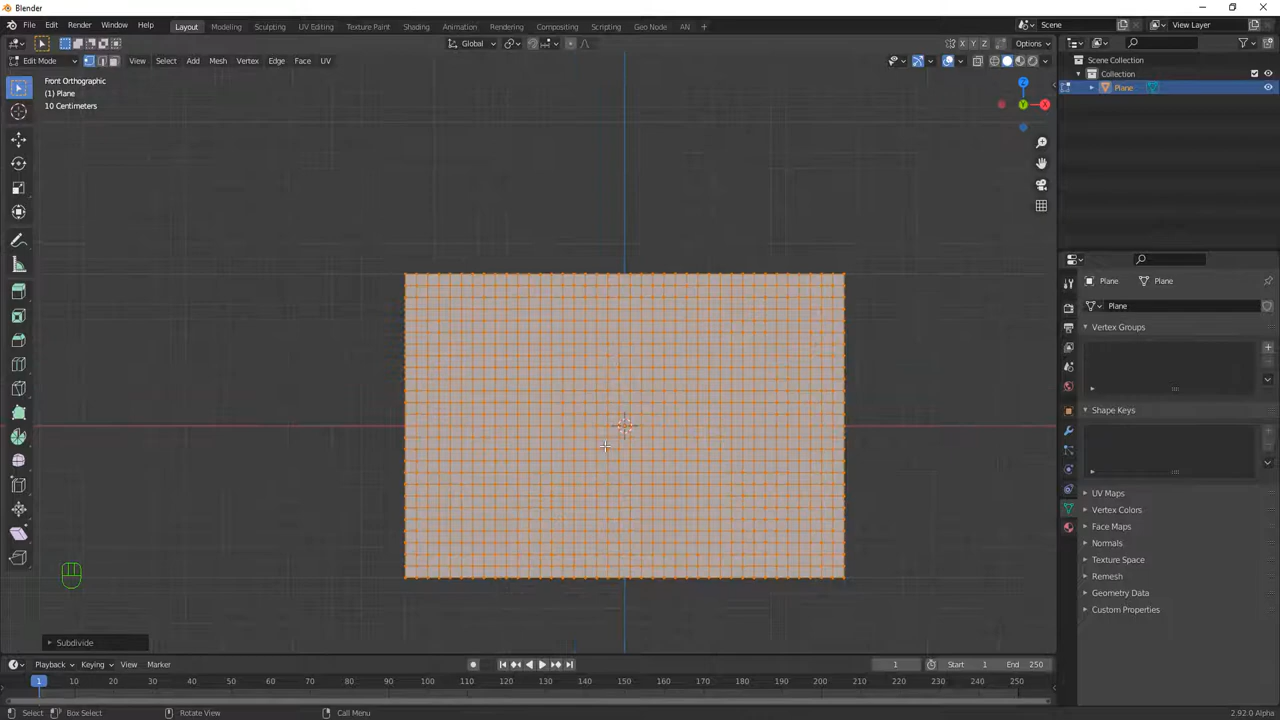 Blender
File Edit Render Window Help
Layout Modeling Sculpting UV Editing Texture Paint Shading Animation Rendering Compositing Scripting Geo Node AN +
Scene
View Layer
Global
X Y Z
Options
Edit Mode
View Select Add Mesh Vertex Edge Face UV
Front Orthographic
(1) Plane
10 Centimeters
Z
Y
X
Scene Collection
Collection
Plane
Plane
Plane
Plane
Vertex Groups
Shape Keys
UV Maps
Vertex Colors
Face Maps
Normals
Texture Space
Remesh
Geometry Data
Custom Properties
Subdivide
Playback Keying View Marker
1
Start 1
End 250
1 10 20 30 40 50 60 70 80 90 100 110 120 130 140 150 160 170 180 190 200 210 220 230 240 250
Select
Box Select
Rotate View
Call Menu
2.92.0 Alpha